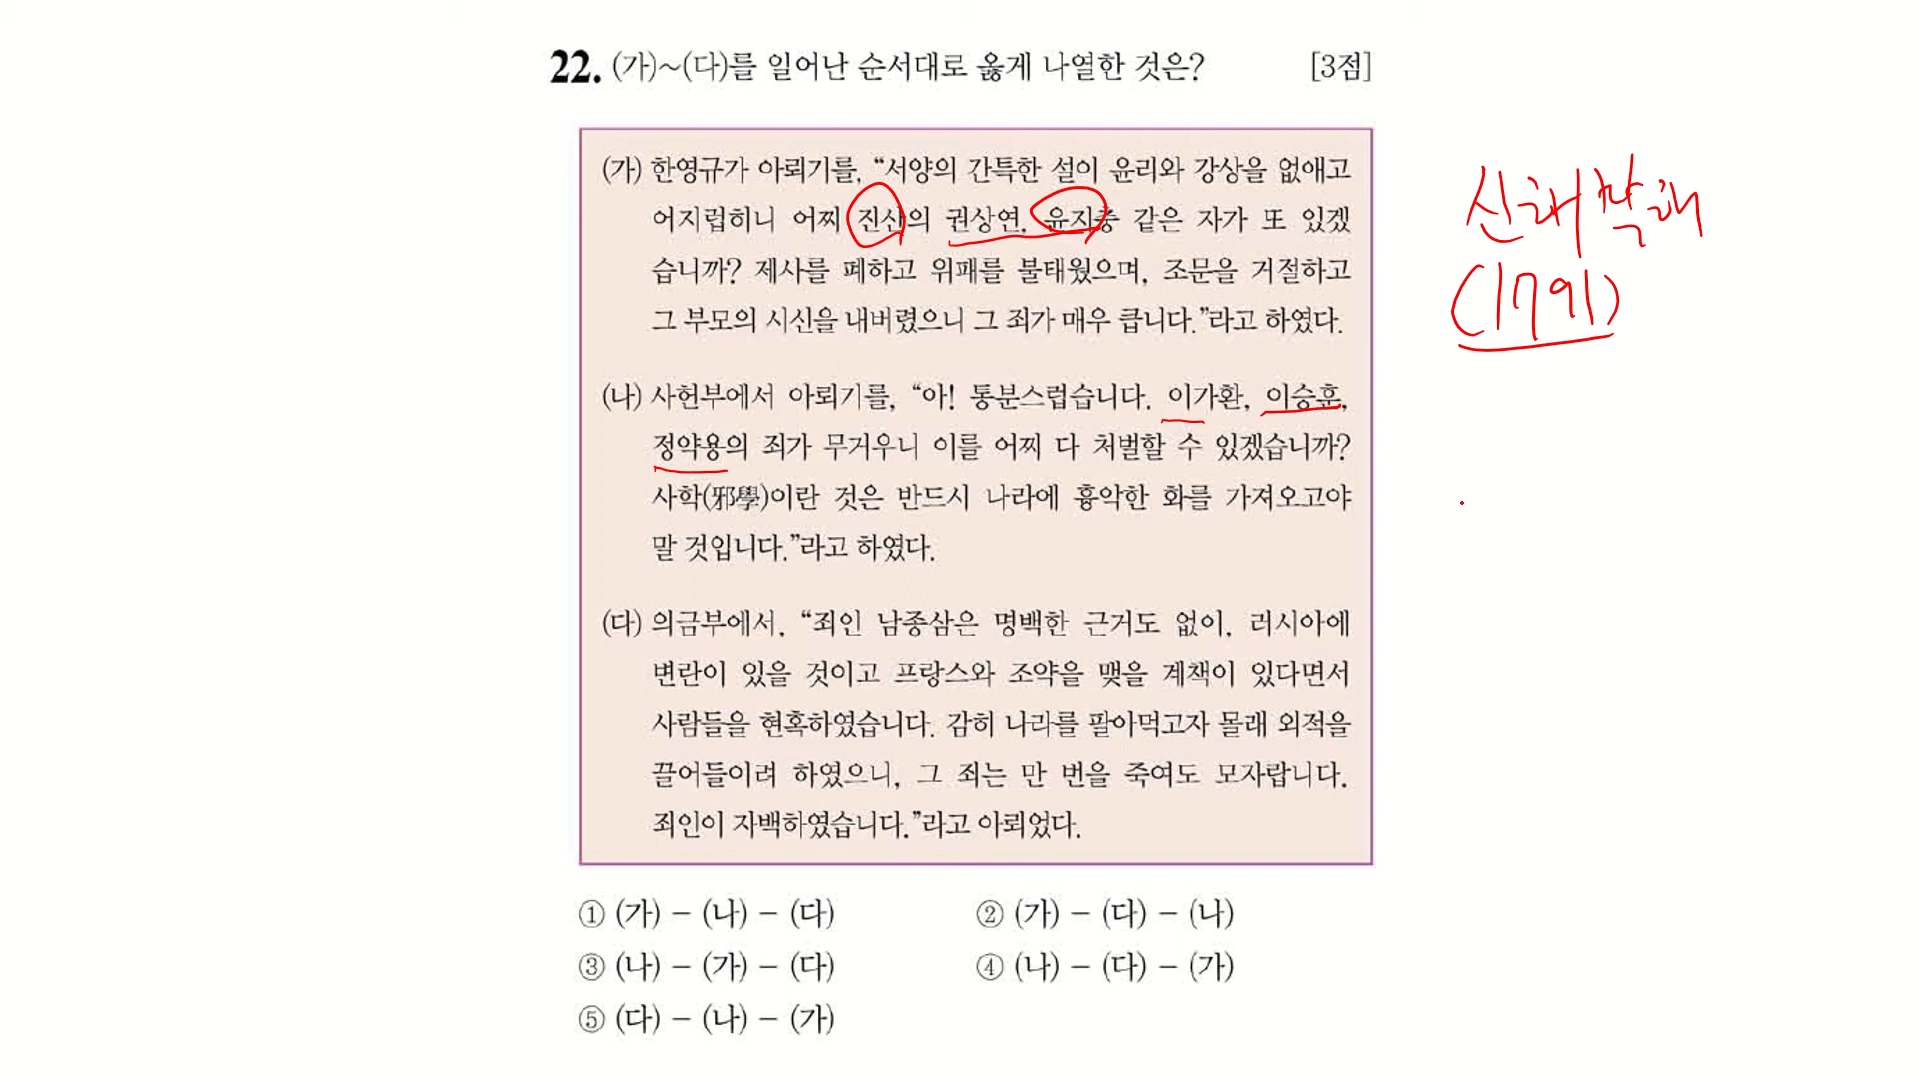 22. (가)~(다)를 일어난 순서대로 옳게 나열한 것은? [3점]
(가) 한영규가 아뢰기를, “서양의 간특한 설이 윤리와 강상을 없애고
어지럽히니 어찌 진산의 권상연, 윤지충 같은 자가 또 있겠
습니까? 제사를 폐하고 위패를 불태웠으며, 조문을 거절하고
그 부모의 시신을 내버렸으니 그 죄가 매우 큽니다.”라고 하였다.
신해박해
(1791)
(나) 사헌부에서 아뢰기를, “아! 통분스럽습니다. 이가환, 이승훈,
정약용의 죄가 무거우니 이를 어찌 다 처벌할 수 있겠습니까?
사학(邪學)이란 것은 반드시 나라에 흉악한 화를 가져오고야
말 것입니다.”라고 하였다.
(다) 의금부에서, “죄인 남종삼은 명백한 근거도 없이, 러시아에
변란이 있을 것이고 프랑스와 조약을 맺을 계책이 있다면서
사람들을 현혹하였습니다. 감히 나라를 팔아먹고자 몰래 외적을
끌어들이려 하였으니, 그 죄는 만 번을 죽여도 모자랍니다.
죄인이 자백하였습니다.”라고 아뢰었다.
① (가) – (나) – (다) ② (가) – (다) – (나)
③ (나) – (가) – (다) ④ (나) – (다) – (가)
⑤ (다) – (나) – (가)